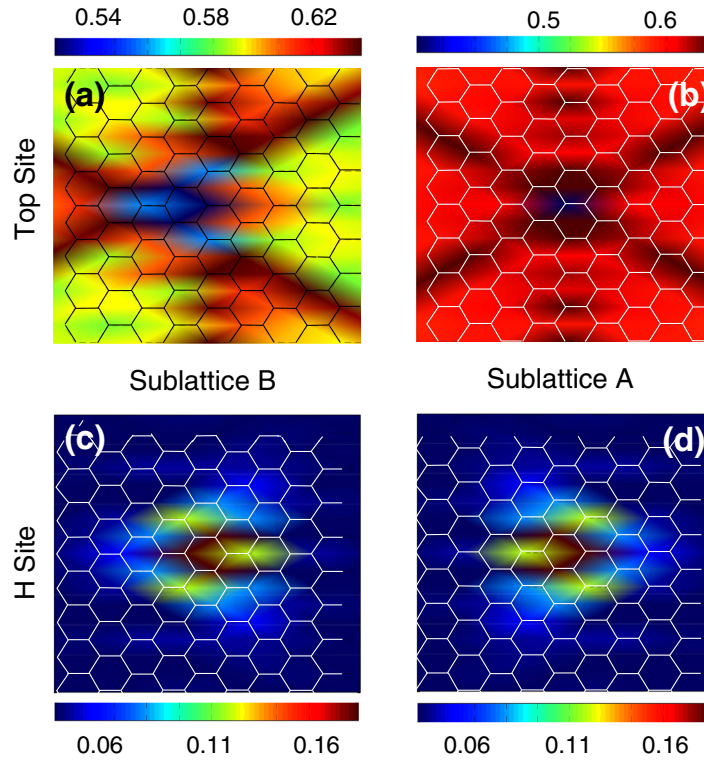 0.54 0.58 0.62
0.5 0.6
(a)
(b)
Top Site
Sublattice B
Sublattice A
(c)
(d)
H Site
0.06 0.11 0.16
0.06 0.11 0.16